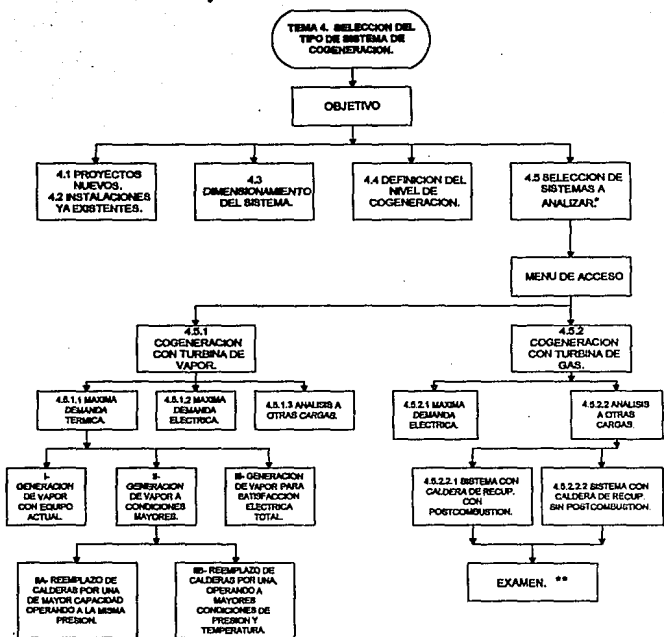 TEMA 4. SELECCION DEL
TIPO DE SISTEMA DE
COGENERACION.
OBJETIVO
4.1 PROYECTOS
NUEVOS.
4.2 INSTALACIONES
YA EXISTENTES.
4.3
DIMENSIONAMIENTO
DEL SISTEMA.
4.4 DEFINICION DEL
NIVEL DE
COGENERACION.
4.5 SELECCION DE
SISTEMAS A
ANALIZAR.*
MENU DE ACCESO
4.5.1
COGENERACION
CON TURBINA DE
VAPOR.
4.5.2
COGENERACION
CON TURBINA DE
GAS.
4.5.1.1 MAXIMA
DEMANDA
TERMICA.
4.5.1.2 MAXIMA
DEMANDA
ELECTRICA.
4.5.1.3 ANALISIS A
OTRAS CARGAS.
4.5.2.1 MAXIMA
DEMANDA
ELECTRICA.
4.5.2.2 ANALISIS
A OTRAS
CARGAS.
I-
GENERACION
DE VAPOR
CON EQUIPO
ACTUAL.
II-
GENERACION
DE VAPOR A
CONDICIONES
MAYORES.
III- GENERACION
DE VAPOR PARA
SATISFACCION
ELECTRICA
TOTAL.
4.5.2.2.1 SISTEMA CON
CALDERA DE RECUP.
CON
POSTCOMBUSTION.
4.5.2.2.2 SISTEMA CON
CALDERA DE RECUP.
SIN POSTCOMBUSTION.
IIA- REEMPLAZO DE
CALDERAS POR UNA
DE MAYOR CAPACIDAD
OPERANDO A LA MISMA
PRESION.
IIB- REEMPLAZO DE
CALDERAS POR UNA,
OPERANDO A
MAYORES
CONDICIONES DE
PRESION Y
TEMPERATURA.
EXAMEN. **